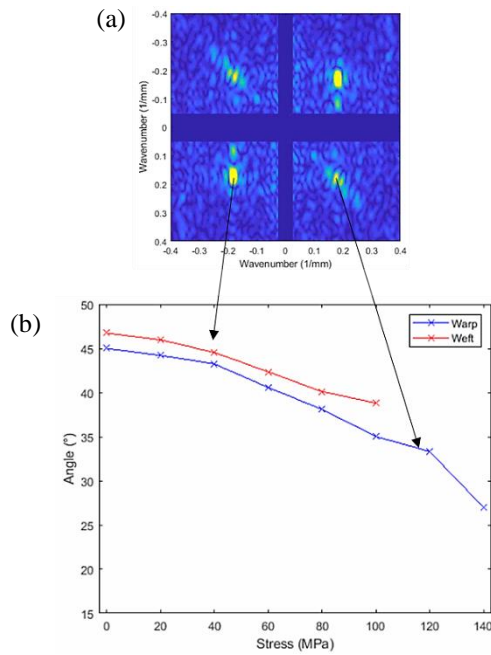 (a)
-0.4
-0.3
-0.2
-0.1
0
0.1
0.2
0.3
0.4
Wavenumber (1/mm)
-0.4 -0.3 -0.2 -0.1 0 0.1 0.2 0.3 0.4
Wavenumber (1/mm)
(b)
50
45
40
35
30
25
20
15
Angle (°)
Warp
Weft
0 20 40 60 80 100 120 140
Stress (MPa)